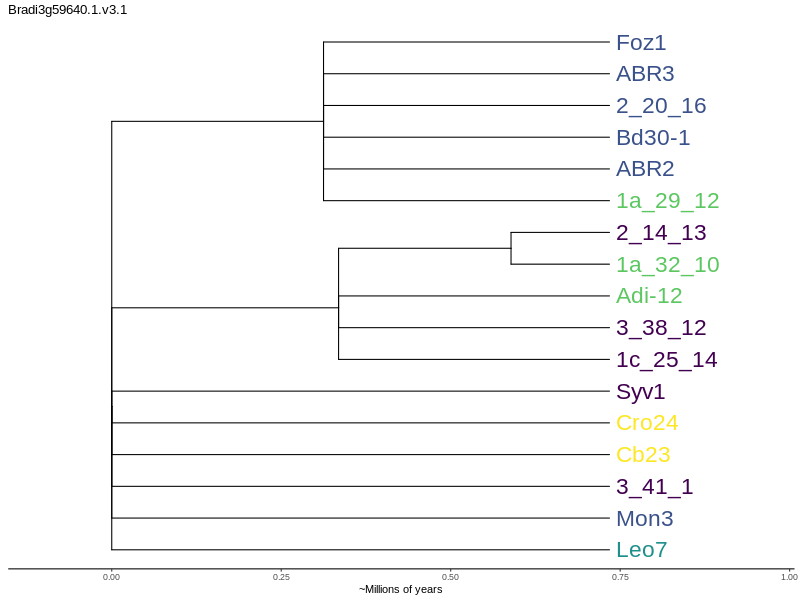 Bradi3g59640.1.v3.1
Foz1
ABR3
2_20_16
Bd30-1
ABR2
1a_29_12
2_14_13
1a_32_10
Adi-12
3_38_12
1c_25_14
Syv1
Cro24
Cb23
3_41_1
Mon3
Leo7
0.00 0.25 0.50 0.75 1.00
~Millions of years